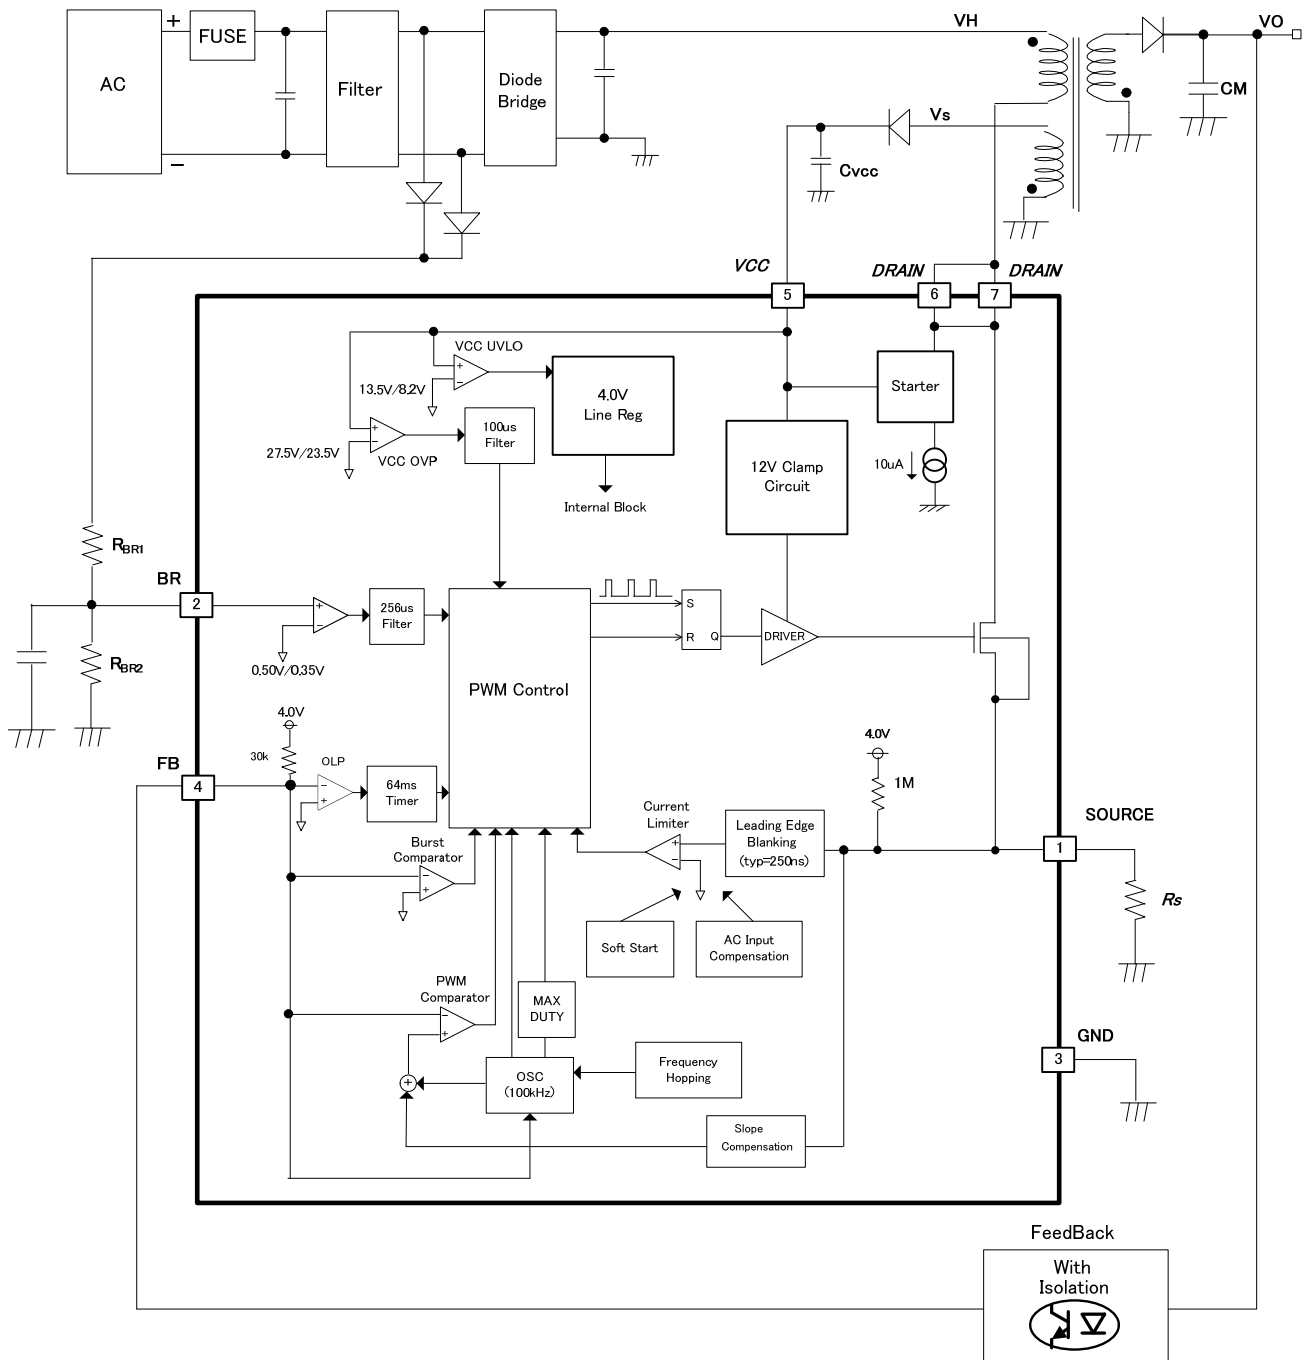 +
FUSE
VH
VO
AC
Filter
Diode
Bridge
CM
Vs
−
Cvcc
VCC
DRAIN
DRAIN
5
6
7
VCC UVLO
+
−
13.5V/8.2V
4.0V
Line Reg
Starter
+
−
27.5V/23.5V
VCC OVP
100us
Filter
12V Clamp
Circuit
10uA
Internal Block
RBR1
BR
2
+
−
256us
Filter
0.50V/0.35V
S
R
Q
DRIVER
RBR2
PWM Control
4.0V
30k
OLP
FB
4
−
+
64ms
Timer
4.0V
1M
Current
Limiter
+
−
Leading Edge
Blanking
(typ=250ns)
SOURCE
1
Burst
Comparator
−
+
Rs
Soft Start
AC Input
Compensation
PWM
Comparator
−
+
MAX
DUTY
GND
3
Frequency
Hopping
OSC
(100kHz)
+
Slope
Compensation
FeedBack
With
Isolation